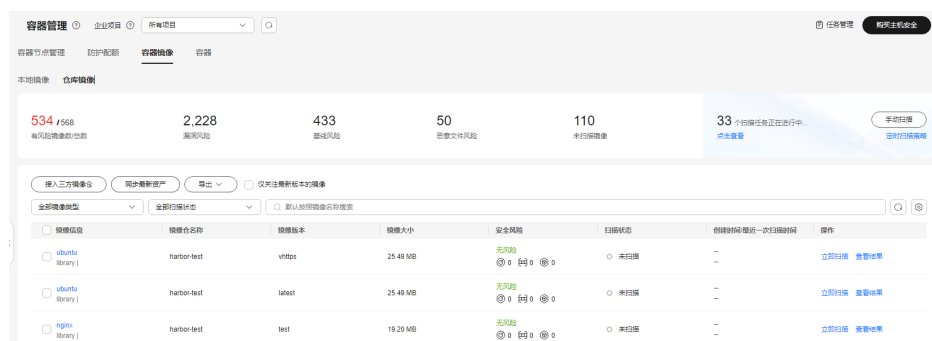 容器管理 企业项目 所有项目 任务管理 购买主机安全
容器节点管理 防护配额 容器镜像 容器
本地镜像 仓库镜像
534 /568 2,228 433 50 110 33 个扫描任务正在进行中... 手动扫描
有风险镜像数/总数 漏洞风险 基线风险 恶意文件风险 未扫描镜像 点击查看 定时扫描策略
接入三方镜像仓 同步最新资产 导出 仅关注最新版本的镜像
全部镜像类型 全部扫描状态 默认按照镜像名称搜索
镜像信息 镜像仓名称 镜像版本 镜像大小 安全风险 扫描状态 创建时间/最近一次扫描时间 操作
ubuntu harbor-test vhttps 25.49 MB 无风险 未扫描 -- 立即扫描 查看结果
library | 0 0 0 --
ubuntu harbor-test latest 25.49 MB 无风险 未扫描 -- 立即扫描 查看结果
library | 0 0 0 --
nginx harbor-test test 19.20 MB 无风险 未扫描 -- 立即扫描 查看结果
library | 0 0 0 --